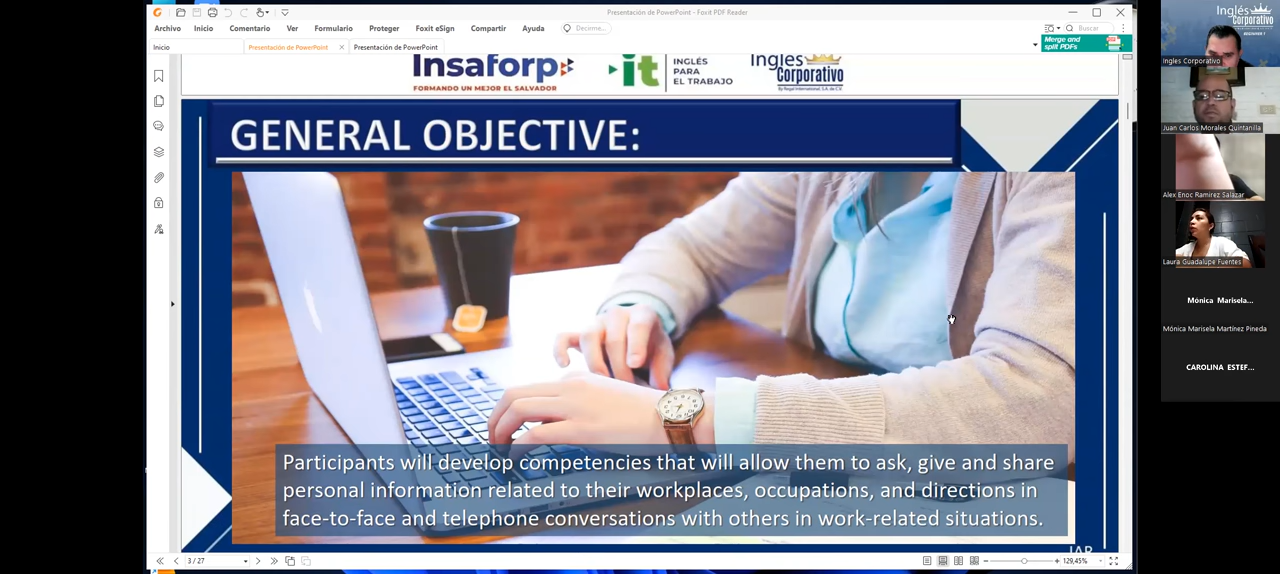 Presentación de PowerPoint - Foxit PDF Reader
Archivo Inicio Comentario Ver Formulario Proteger Foxit eSign Compartir Ayuda Decirme... Buscar
Inicio Presentación de PowerPoint Presentación de PowerPoint
Merge and
split PDFs
Insaforp
FORMANDO UN MEJOR EL SALVADOR
it
INGLÉS
PARA
EL TRABAJO
Inglés
Corporativo
GENERAL OBJECTIVE:
Participants will develop competencies that will allow them to ask, give and share
personal information related to their workplaces, occupations, and directions in
face-to-face and telephone conversations with others in work-related situations.
3 / 27
129,45%
Inglés
Corporativo
BEGINNER 1
Ingles Corporativo
Juan Carlos Morales Quintanilla
Alex Enoc Ramirez Salazar
Laura Guadalupe Fuentes
Mónica Marisela...
Mónica Marisela Martínez Pineda
CAROLINA ESTEF...